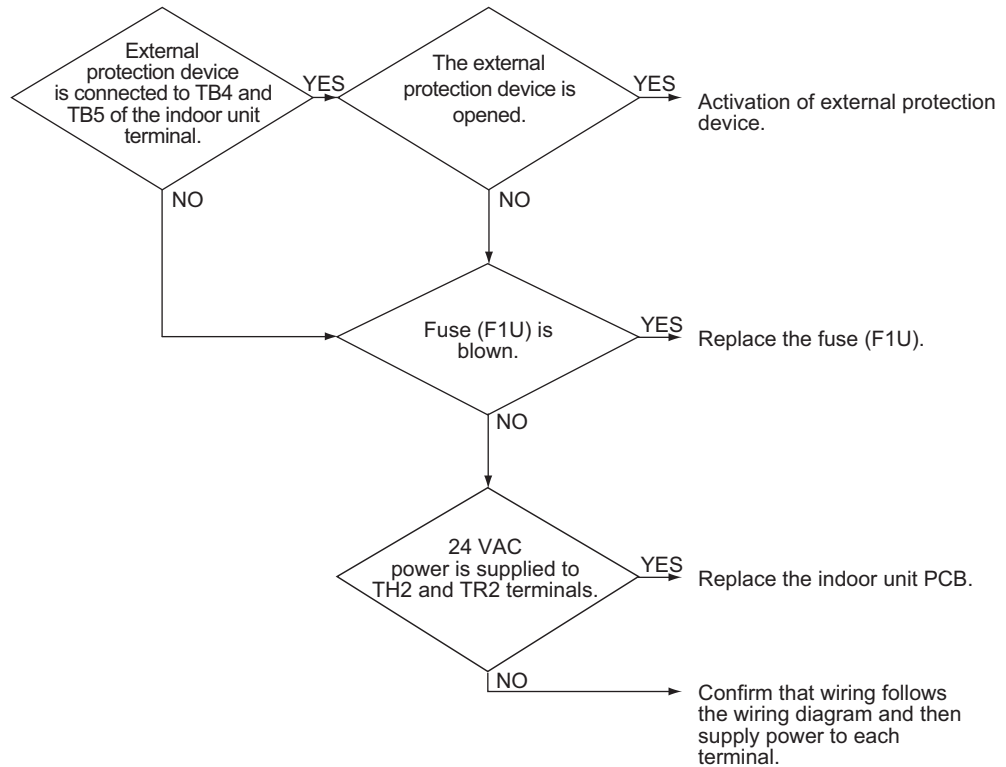 External
protection device
is connected to TB4 and
TB5 of the indoor unit
terminal.
YES
The external
protection device is
opened.
YES
Activation of external protection
device.
NO
NO
Fuse (F1U) is
blown.
YES
Replace the fuse (F1U).
NO
24 VAC
power is supplied to
TH2 and TR2 terminals.
YES
Replace the indoor unit PCB.
NO
Confirm that wiring follows
the wiring diagram and then
supply power to each
terminal.